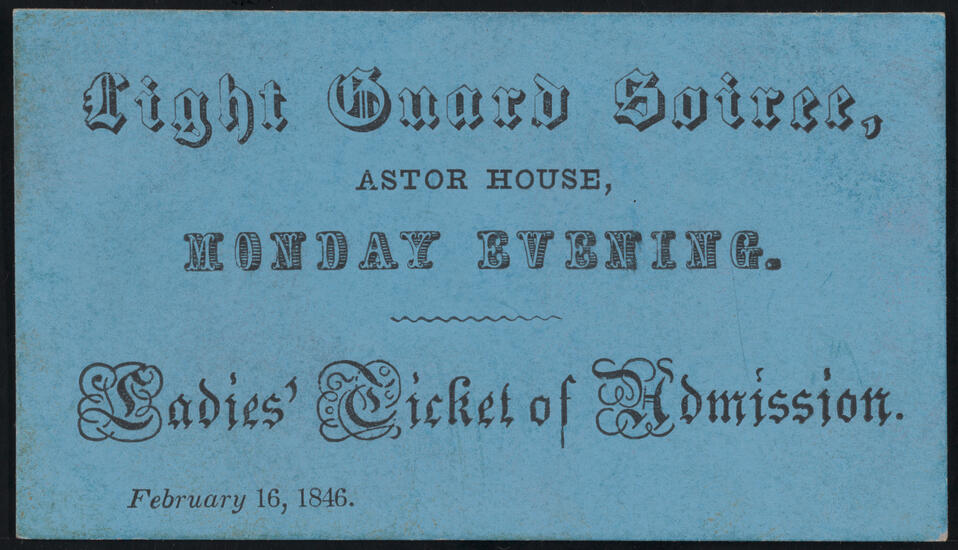 Light Guard Soiree,
ASTOR HOUSE,
MONDAY EVENING.
Ladies' Ticket of Admission.
February 16, 1846.